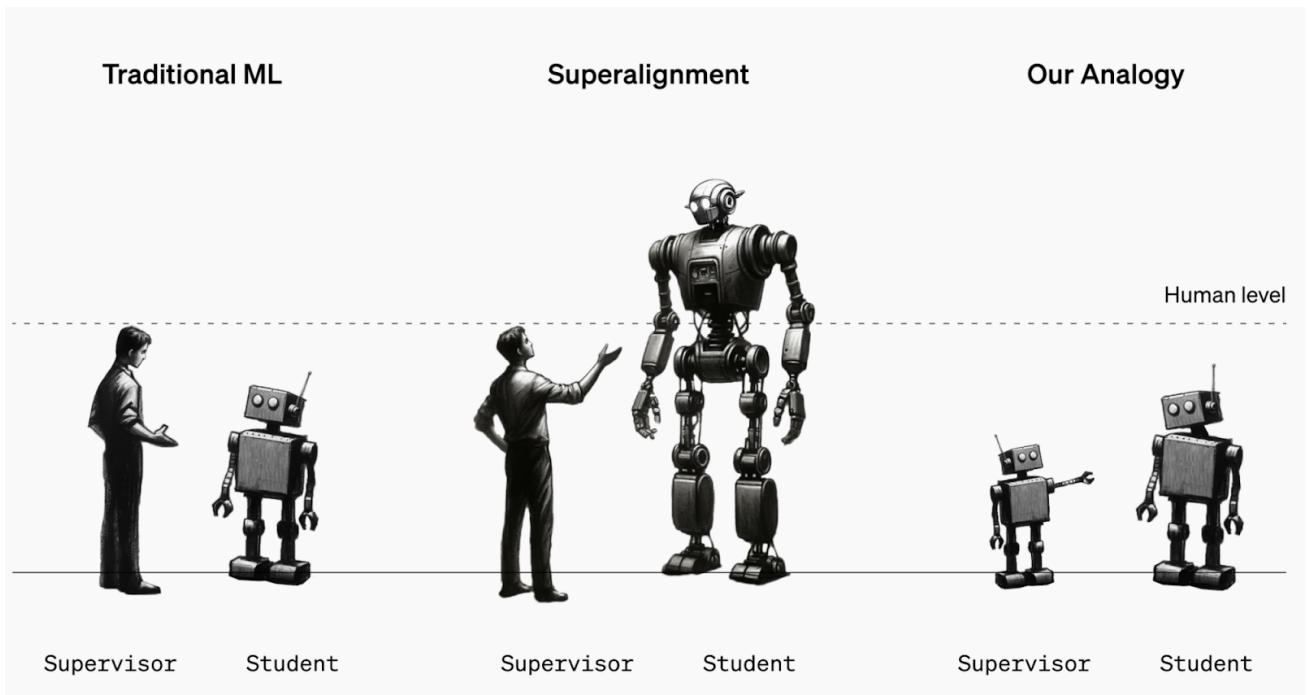 Traditional ML
Superalignment
Our Analogy
Human level
Supervisor
Student
Supervisor
Student
Supervisor
Student